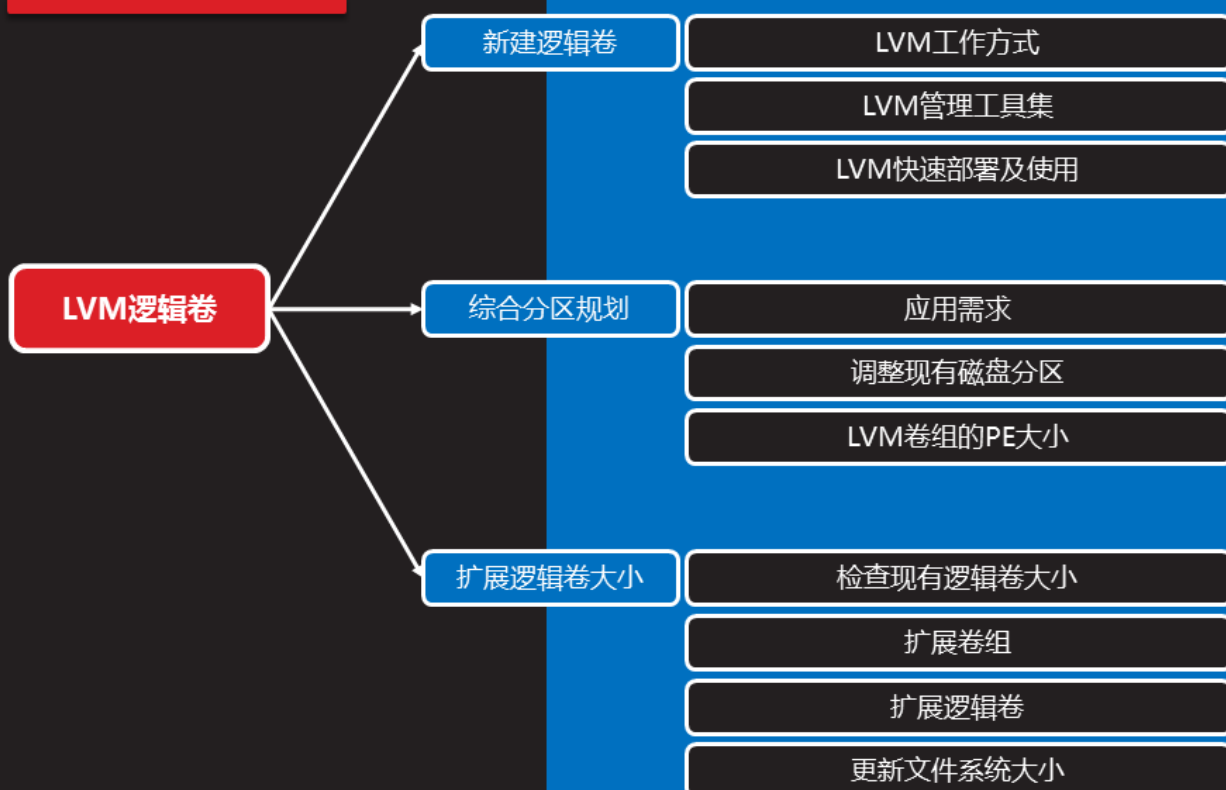 LVM逻辑卷
新建逻辑卷
LVM工作方式
LVM管理工具集
LVM快速部署及使用
综合分区规划
应用需求
调整现有磁盘分区
LVM卷组的PE大小
扩展逻辑卷大小
检查现有逻辑卷大小
扩展卷组
扩展逻辑卷
更新文件系统大小